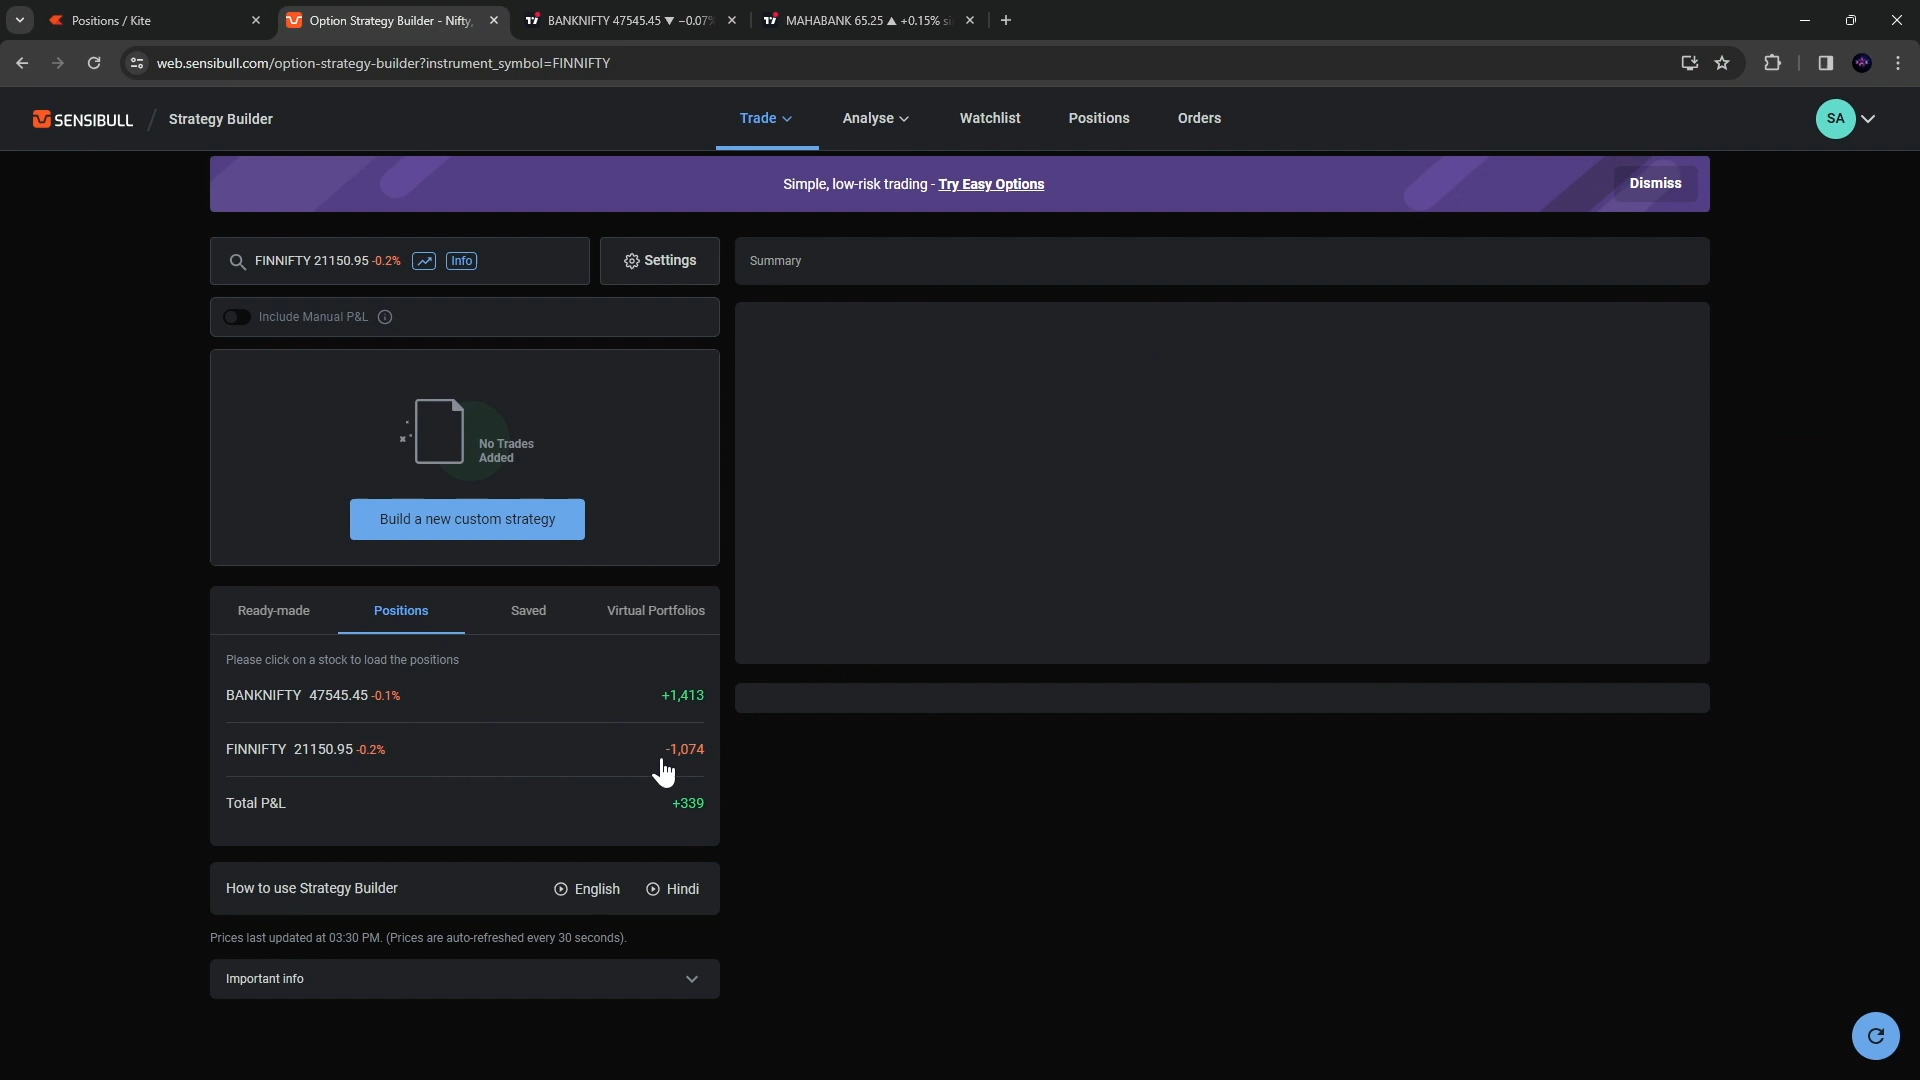 Positions / Kite
Option Strategy Builder - Nifty,
BANKNIFTY 47545.45 ▼ −0.07%
MAHABANK 65.25 ▲ +0.15%
web.sensibull.com/option-strategy-builder?instrument_symbol=FINNIFTY
SENSIBULL / Strategy Builder
Trade
Analyse
Watchlist
Positions
Orders
SA
Simple, low-risk trading - Try Easy Options
Dismiss
FINNIFTY 21150.95 -0.2% Info
Settings
Summary
Include Manual P&L
No Trades
Added
Build a new custom strategy
Ready-made
Positions
Saved
Virtual Portfolios
Please click on a stock to load the positions
BANKNIFTY 47545.45 -0.1% +1,413
FINNIFTY 21150.95 -0.2% -1,074
Total P&L +339
How to use Strategy Builder English Hindi
Prices last updated at 03:30 PM. (Prices are auto-refreshed every 30 seconds).
Important info